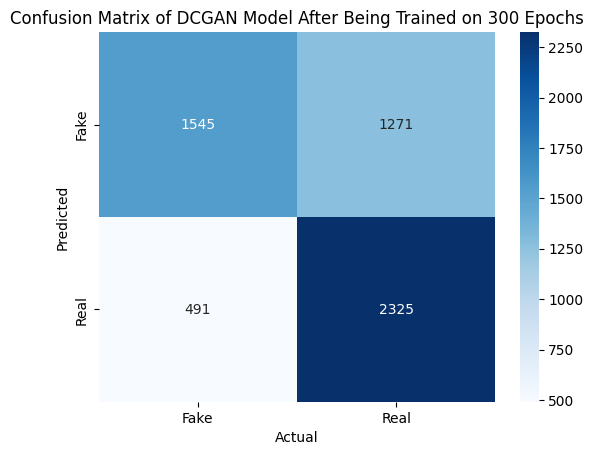 Confusion Matrix of DCGAN Model After Being Trained on 300 Epochs
Fake
1545
1271
Predicted
Real
491
2325
Fake
Real
Actual
2250
2000
1750
1500
1250
1000
750
500